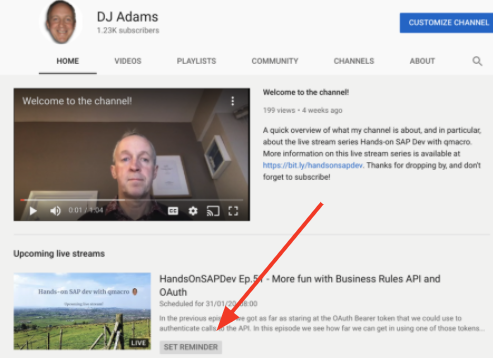 DJ Adams
1.23K subscribers
CUSTOMIZE CHANNEL
HOME VIDEOS PLAYLISTS COMMUNITY CHANNELS ABOUT
Welcome to the channel!
0:01 / 1:04
Welcome to the channel!
199 views • 4 weeks ago
A quick overview of what my channel is about, and in particular,
about the live stream series Hands-on SAP Dev with qmacro.
More information on this live stream series is available at
https://bit.ly/handsonsapdev. Thanks for dropping by, and don't
forget to subscribe!
Upcoming live streams
Hands-on SAP dev with qmacro
Upcoming live stream!
LIVE
HandsOnSAPDev Ep. - More fun with Business Rules API and
OAuth
Scheduled for 31/01/20 :00
In the previous we got as far as staring at the OAuth Bearer token that we could use to
authenticate calls the API. In this episode we see how far we can get in using one of those tokens...
SET REMINDER